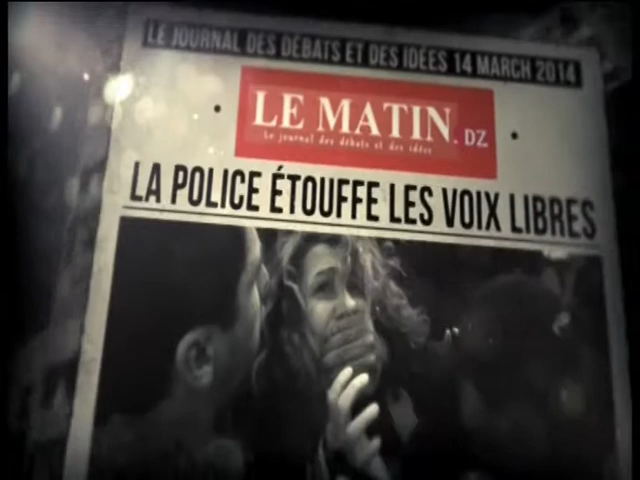 LE JOURNAL DES DÉBATS ET DES IDÉES 14 MARCH 2014
LE MATIN.DZ
Le journal des débats et des idées
LA POLICE ÉTOUFFE LES VOIX LIBRES